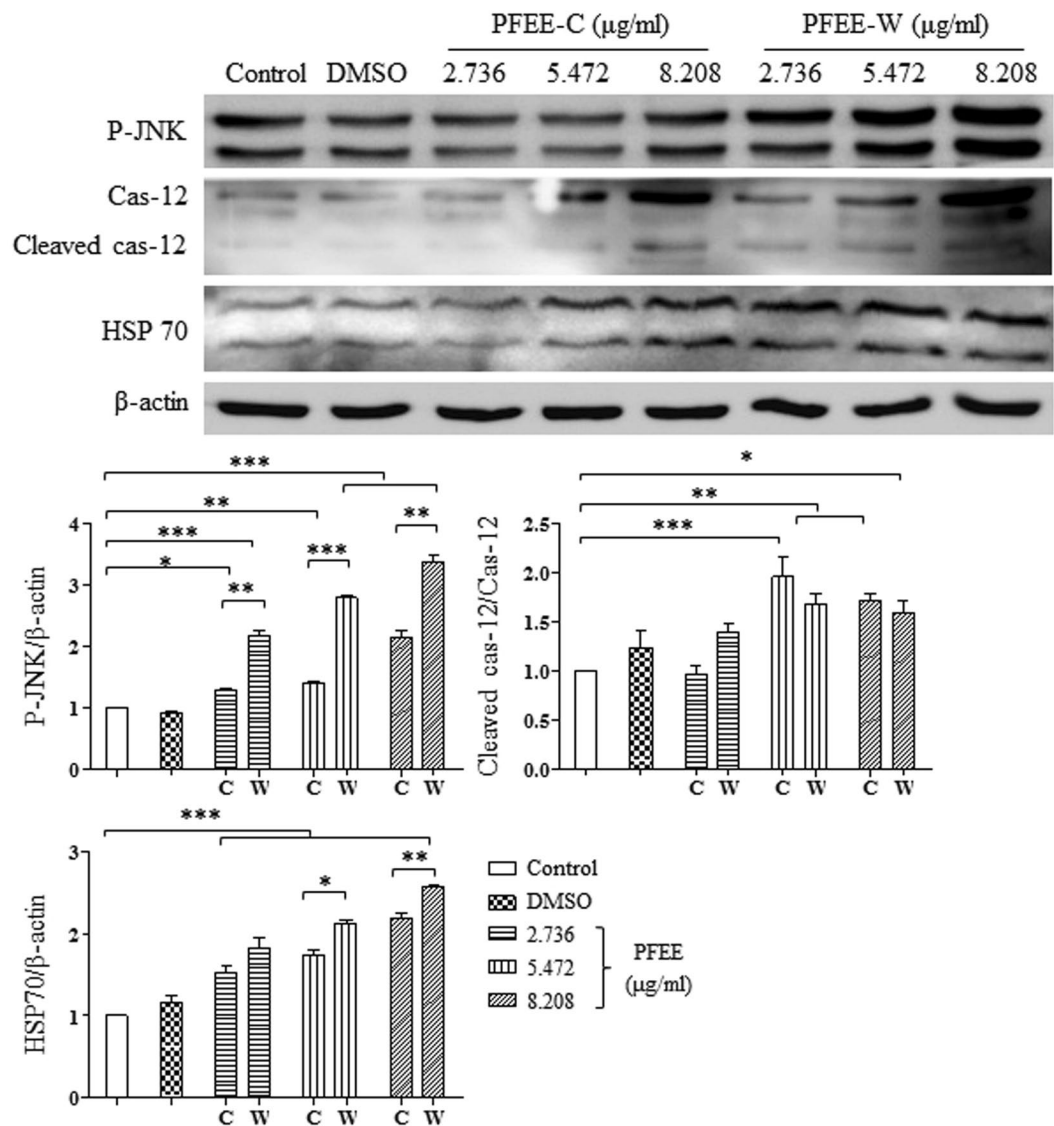 PFEE-C (µg/ml) PFEE-W (µg/ml)
Control DMSO 2.736 5.472 8.208 2.736 5.472 8.208
P-JNK
Cas-12
Cleaved cas-12
HSP 70
β-actin
***
**
***
*
**
***
**
4
3
2
1
0
P-JNK/β-actin
C W C W C W
*
**
***
2.5
2.0
1.5
1.0
0.5
0.0
Cleaved cas-12/Cas-12
C W C W C W
***
*
**
3
2
1
0
HSP70/β-actin
C W C W C W
Control
DMSO
2.736
5.472
8.208
PFEE
(µg/ml)